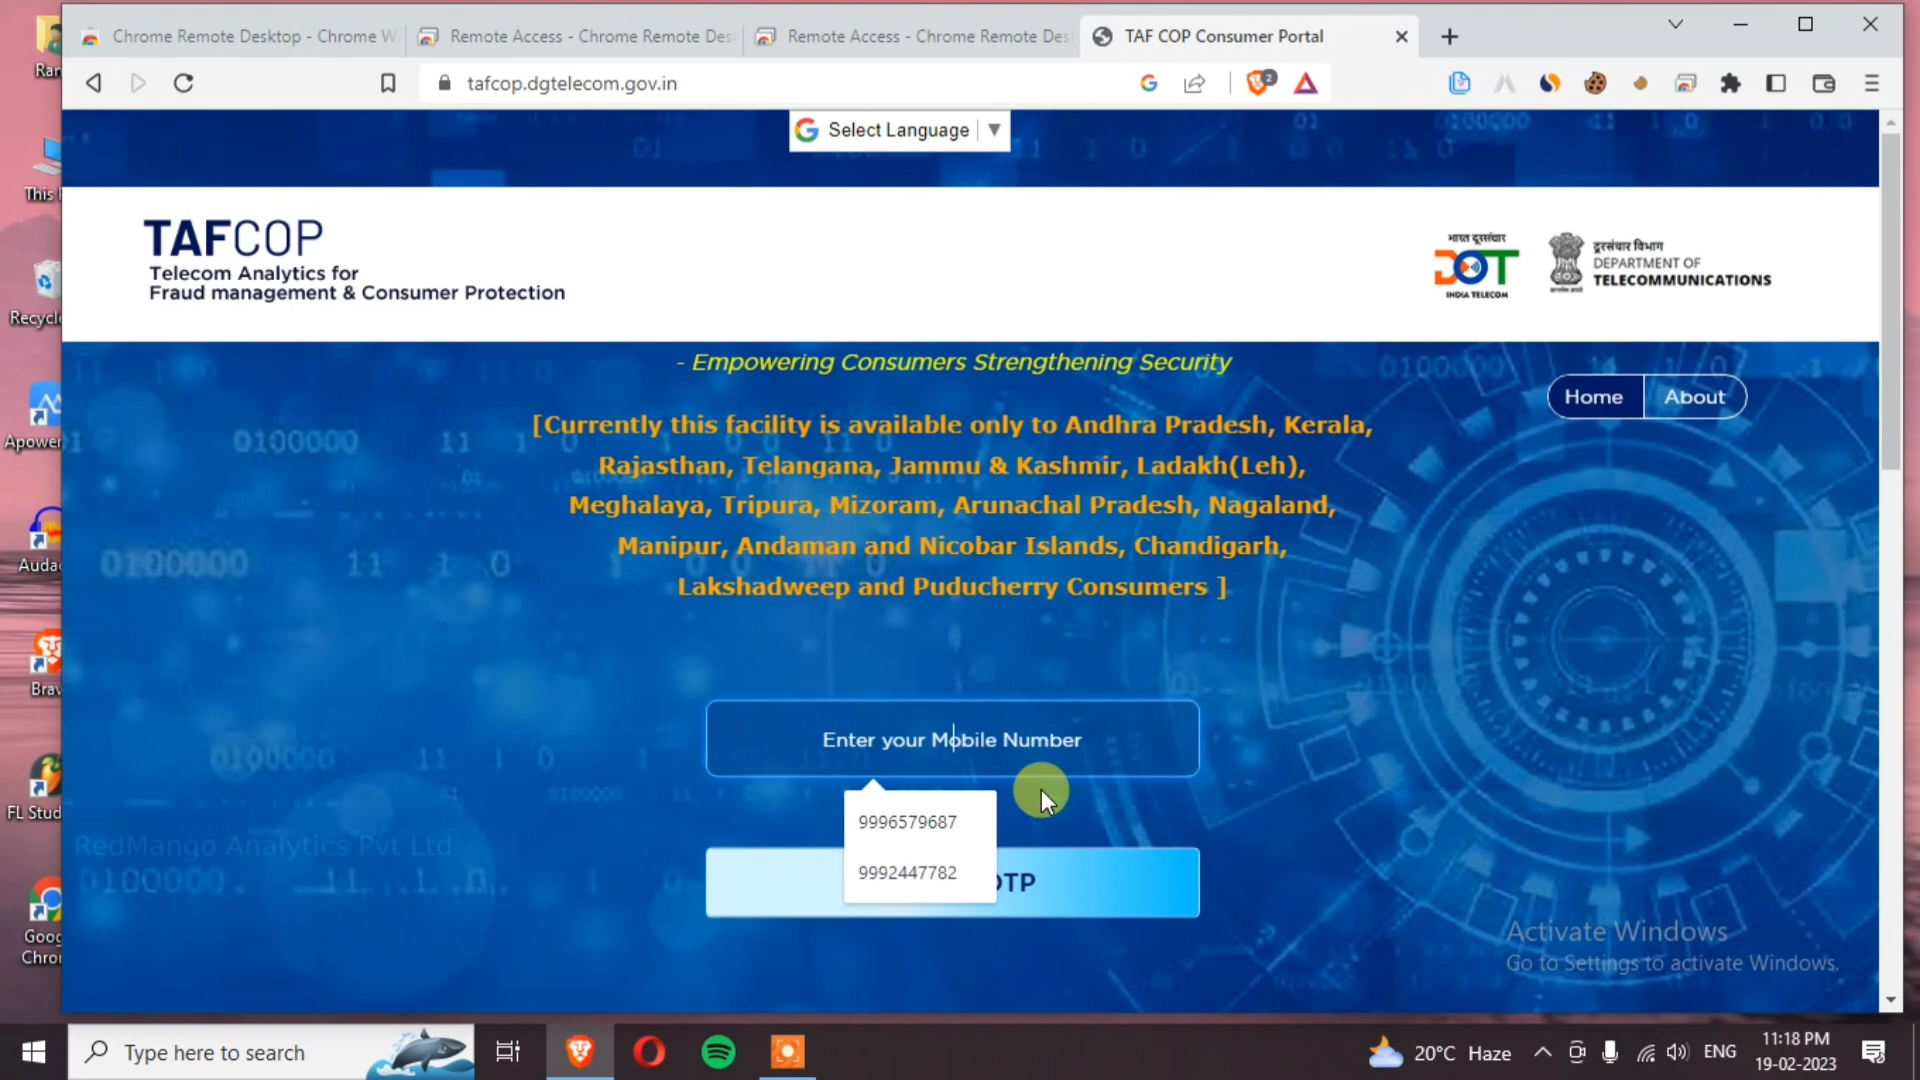 Chrome Remote Desktop - Chrome W
Remote Access - Chrome Remote Des
Remote Access - Chrome Remote Des
TAF COP Consumer Portal
tafcop.dgtelecom.gov.in
2
Select Language
TAFCOP
Telecom Analytics for
Fraud management & Consumer Protection
भारत दूरसंचार
DOT
INDIA TELECOM
दूरसंचार विभाग
DEPARTMENT OF
TELECOMMUNICATIONS
- Empowering Consumers Strengthening Security
Home
About
[Currently this facility is available only to Andhra Pradesh, Kerala,
Rajasthan, Telangana, Jammu & Kashmir, Ladakh(Leh),
Meghalaya, Tripura, Mizoram, Arunachal Pradesh, Nagaland,
Manipur, Andaman and Nicobar Islands, Chandigarh,
Lakshadweep and Puducherry Consumers ]
Enter your Mobile Number
9996579687
9992447782
OTP
RedMango Analytics Pvt Ltd
Activate Windows
Go to Settings to activate Windows.
Ran
This
Recycle
Apower
Audac
Brav
FL Stud
Goog
Chro
Type here to search
20°C Haze
ENG
11:18 PM
19-02-2023